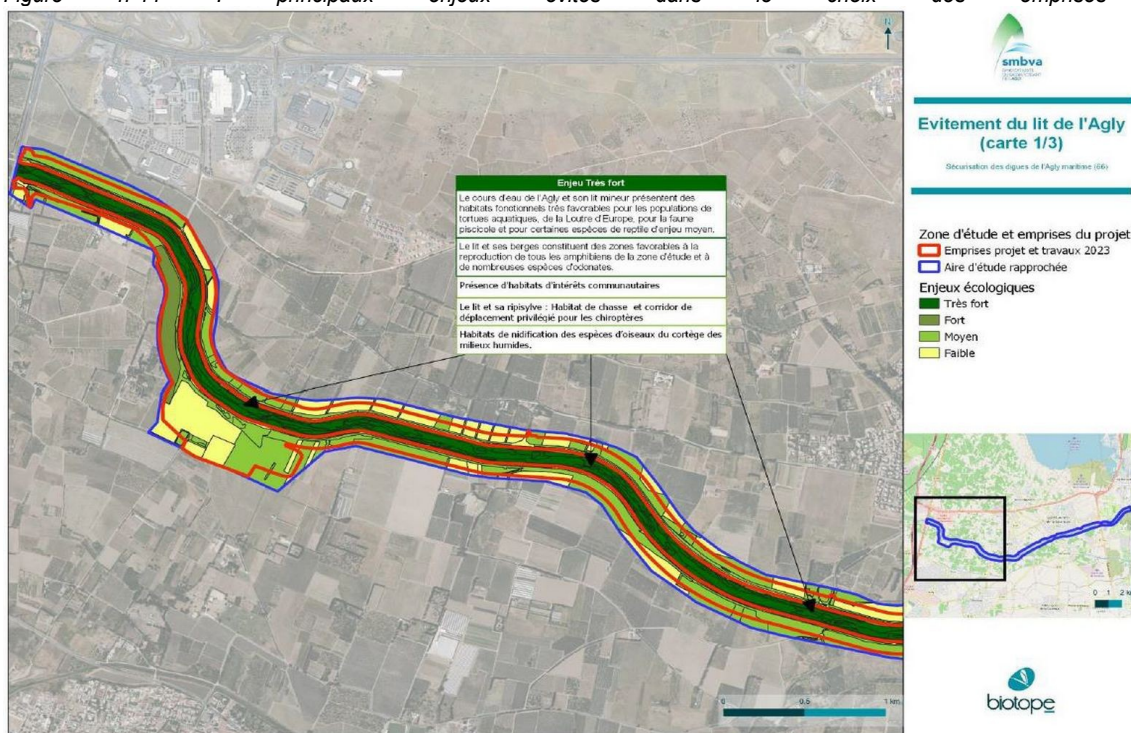 Figure n°11 : principaux enjeux évités dans le choix des emprises
N
smbva
Evitement du lit de l'Agly
(carte 1/3)
Sécurisation des digues de l'Agly maritime (66)
Enjeu Très fort
Le cours d'eau de l'Agly et son lit mineur présentent des
habitats fonctionnels très favorables pour les populations de
tortues aquatiques, de la Loutre d'Europe, pour la faune
piscicole et pour certaines espèces de reptile d'enjeu moyen.
Le lit et ses berges constituent des zones favorables à la
reproduction de tous les amphibiens de la zone d'étude et à
de nombreuses espèces d'odonates.
Présence d'habitats d'intérêts communautaires
Le lit et sa ripisylve : Habitat de chasse et corridor de
déplacement privilégié pour les chiroptères
Habitats de nidification des espèces d'oiseaux du cortège des
milieux humides.
Zone d'étude et emprises du projet
Emprises projet et travaux 2023
Aire d'étude rapprochée
Enjeux écologiques
Très fort
Fort
Moyen
Faible
0 1 2 k
0 0,5 1 km
biotope